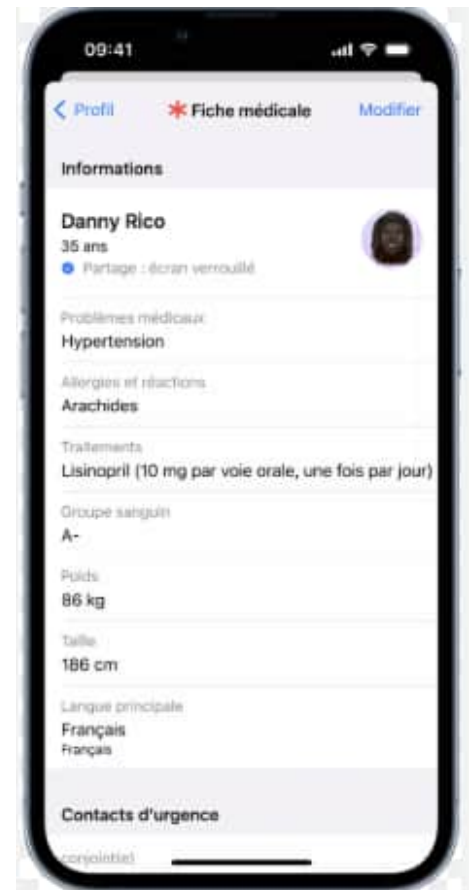 09:41
Profil
Fiche médicale
Modifier
Informations
Danny Rico
35 ans
Partage : écran verrouillé
Problèmes médicaux
Hypertension
Allergies et réactions
Arachides
Traitements
Lisinopril (10 mg par voie orale, une fois par jour)
Groupe sanguin
A-
Poids
86 kg
Taille
186 cm
Langue principale
Français
Français
Contacts d'urgence
conjoint(e)